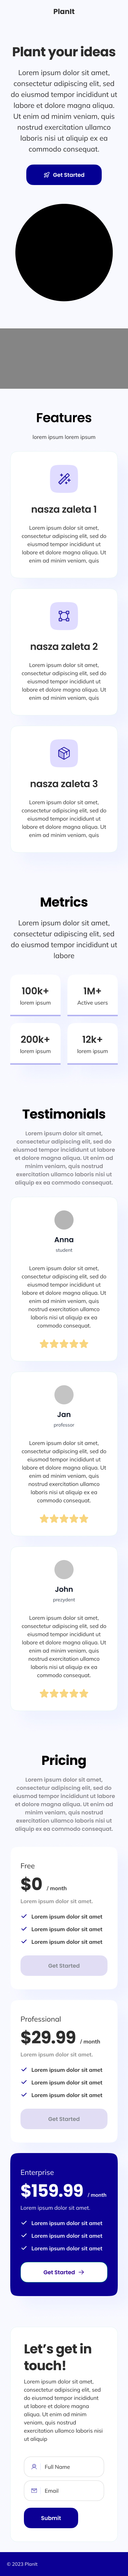 PlanIt
Plant your ideas
Lorem ipsum dolor sit amet,
consectetur adipiscing elit, sed
do eiusmod tempor incididunt ut
labore et dolore magna aliqua.
Ut enim ad minim veniam, quis
nostrud exercitation ullamco
laboris nisi ut aliquip ex ea
commodo consequat.
Get Started
Features
lorem ipsum lorem ipsum
nasza zaleta 1
Lorem ipsum dolor sit amet,
consectetur adipiscing elit, sed do
eiusmod tempor incididunt ut
labore et dolore magna aliqua. Ut
enim ad minim veniam, quis
nasza zaleta 2
Lorem ipsum dolor sit amet,
consectetur adipiscing elit, sed do
eiusmod tempor incididunt ut
labore et dolore magna aliqua. Ut
enim ad minim veniam, quis
nasza zaleta 3
Lorem ipsum dolor sit amet,
consectetur adipiscing elit, sed do
eiusmod tempor incididunt ut
labore et dolore magna aliqua. Ut
enim ad minim veniam, quis
Metrics
Lorem ipsum dolor sit amet,
consectetur adipiscing elit, sed
do eiusmod tempor incididunt ut
labore
100k+
lorem ipsum
1M+
Active users
200k+
lorem ipsum
12k+
lorem ipsum
Testimonials
Lorem ipsum dolor sit amet,
consectetur adipiscing elit, sed do
eiusmod tempor incididunt ut labore
et dolore magna aliqua. Ut enim ad
minim veniam, quis nostrud
exercitation ullamco laboris nisi ut
aliquip ex ea commodo consequat.
Anna
student
Lorem ipsum dolor sit amet,
consectetur adipiscing elit, sed do
eiusmod tempor incididunt ut
labore et dolore magna aliqua. Ut
enim ad minim veniam, quis
nostrud exercitation ullamco
laboris nisi ut aliquip ex ea
commodo consequat.
Jan
professor
Lorem ipsum dolor sit amet,
consectetur adipiscing elit, sed do
eiusmod tempor incididunt ut
labore et dolore magna aliqua. Ut
enim ad minim veniam, quis
nostrud exercitation ullamco
laboris nisi ut aliquip ex ea
commodo consequat.
John
prezydent
Lorem ipsum dolor sit amet,
consectetur adipiscing elit, sed do
eiusmod tempor incididunt ut
labore et dolore magna aliqua. Ut
enim ad minim veniam, quis
nostrud exercitation ullamco
laboris nisi ut aliquip ex ea
commodo consequat.
Pricing
Lorem ipsum dolor sit amet,
consectetur adipiscing elit, sed do
eiusmod tempor incididunt ut labore
et dolore magna aliqua. Ut enim ad
minim veniam, quis nostrud
exercitation ullamco laboris nisi ut
aliquip ex ea commodo consequat.
Free
$0 / month
Lorem ipsum dolor sit amet.
Lorem ipsum dolor sit amet
Lorem ipsum dolor sit amet
Lorem ipsum dolor sit amet
Get Started
Professional
$29.99 / month
Lorem ipsum dolor sit amet.
Lorem ipsum dolor sit amet
Lorem ipsum dolor sit amet
Lorem ipsum dolor sit amet
Get Started
Enterprise
$159.99 / month
Lorem ipsum dolor sit amet.
Lorem ipsum dolor sit amet
Lorem ipsum dolor sit amet
Lorem ipsum dolor sit amet
Get Started
Let's get in
touch!
Lorem ipsum dolor sit amet,
consectetur adipiscing elit, sed
do eiusmod tempor incididunt
ut labore et dolore magna
aliqua. Ut enim ad minim
veniam, quis nostrud
exercitation ullamco laboris nisi
ut aliquip
Full Name
Email
Submit
© 2023 PlanIt